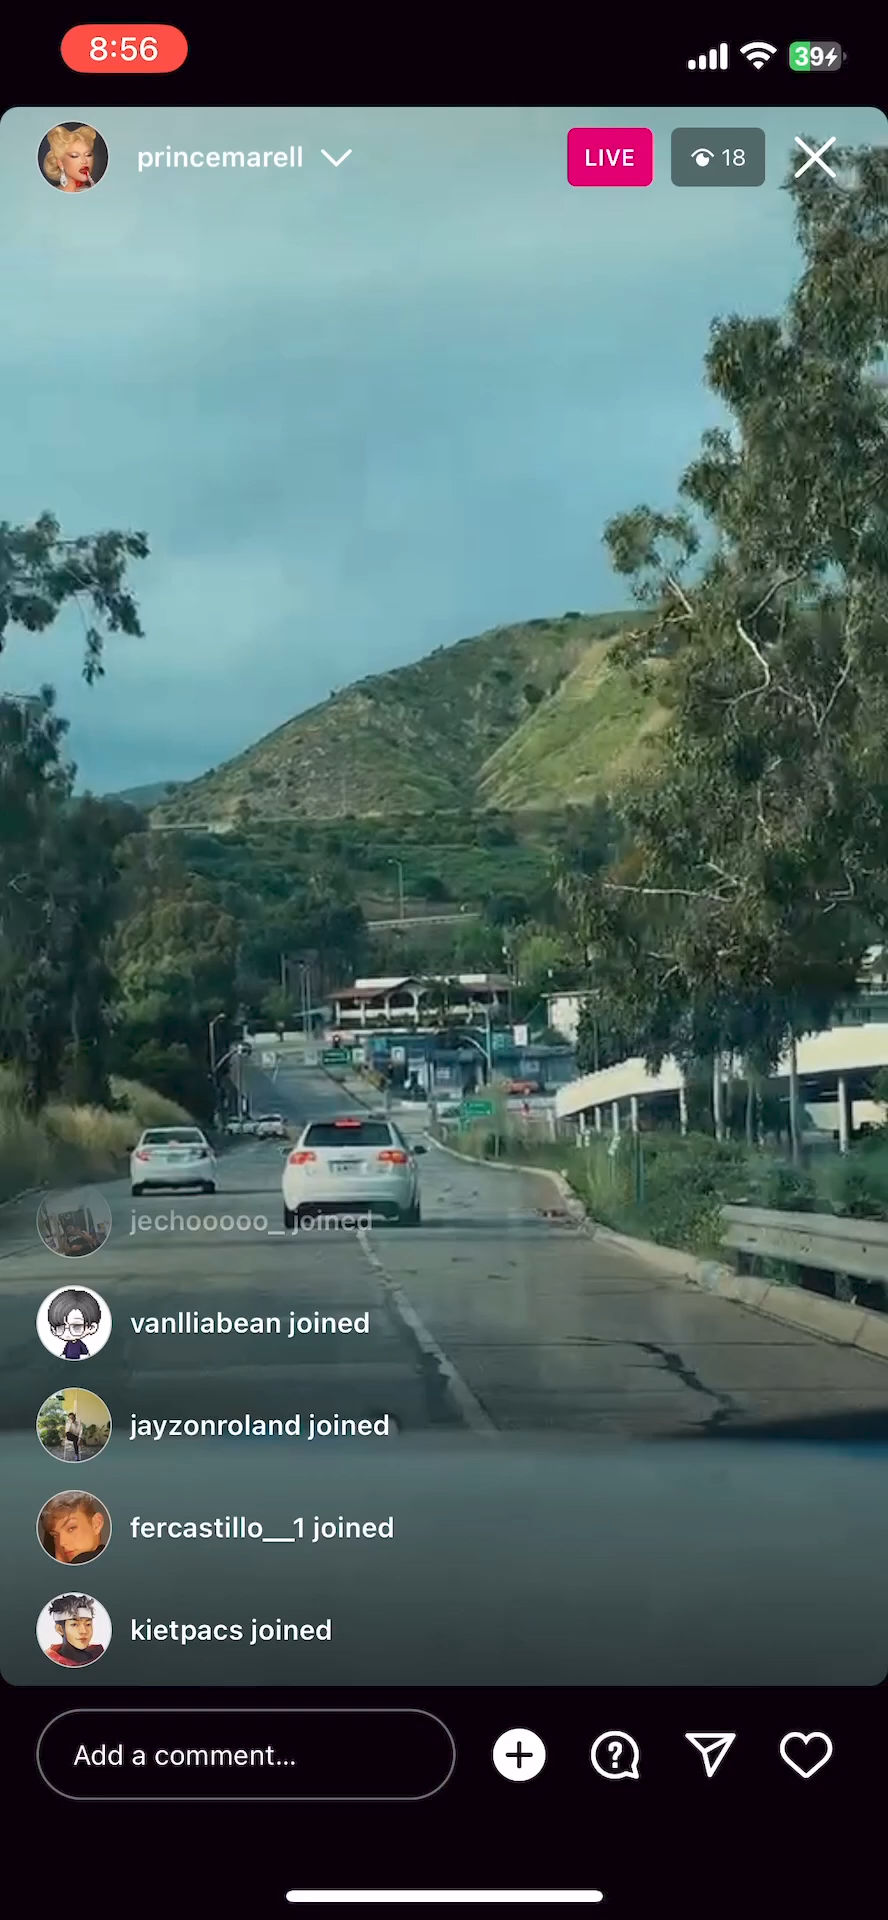 8:56
39
princemarell
LIVE
18
jechooooo_ joined
vanlliabean joined
jayzonroland joined
fercastillo__1 joined
kietpacs joined
Add a comment...